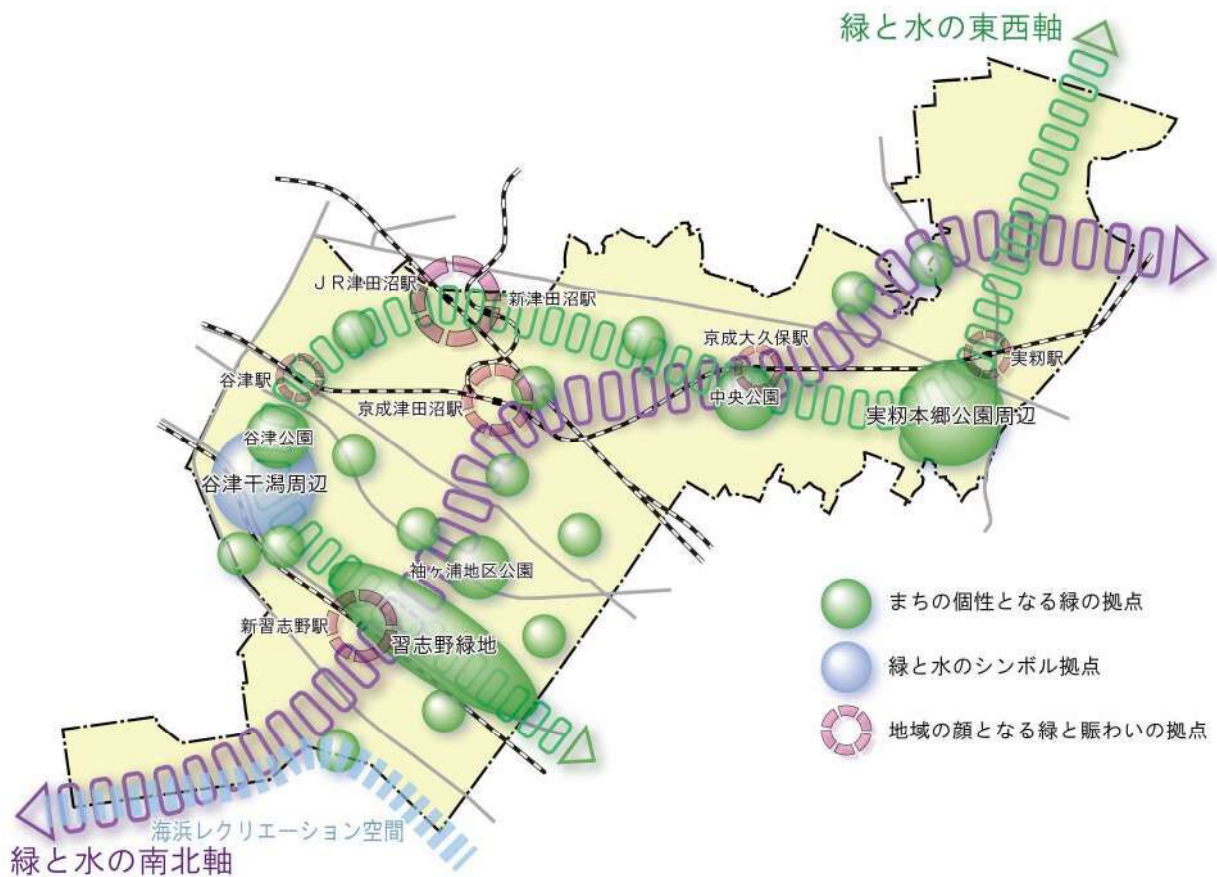 緑と水の東西軸
JR津田沼駅
新津田沼駅
京成大久保駅
実籾駅
谷津駅
京成津田沼駅
中央公園
実籾本郷公園周辺
谷津公園
谷津干潟周辺
袖ヶ浦地区公園
新習志野駅
習志野緑地
まちの個性となる緑の拠点
緑と水のシンボル拠点
地域の顔となる緑と賑わいの拠点
海浜レクリエーション空間
緑と水の南北軸